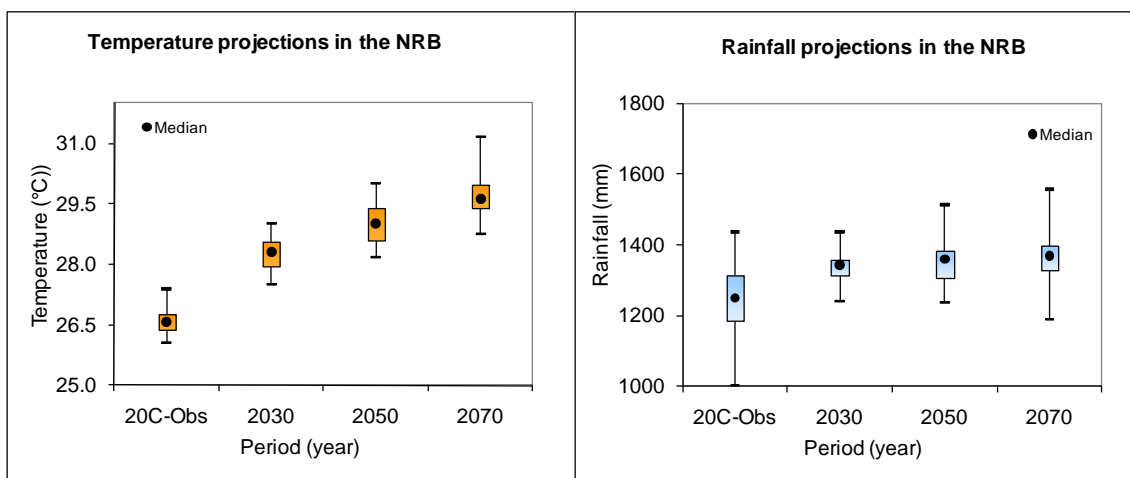 Temperature projections in the NRB
Median
31.0
29.5
28.0
26.5
25.0
Temperature (°C))
20C-Obs 2030 2050 2070
Period (year)
Rainfall projections in the NRB
Median
1800
1600
1400
1200
1000
Rainfall (mm)
20C-Obs 2030 2050 2070
Period (year)